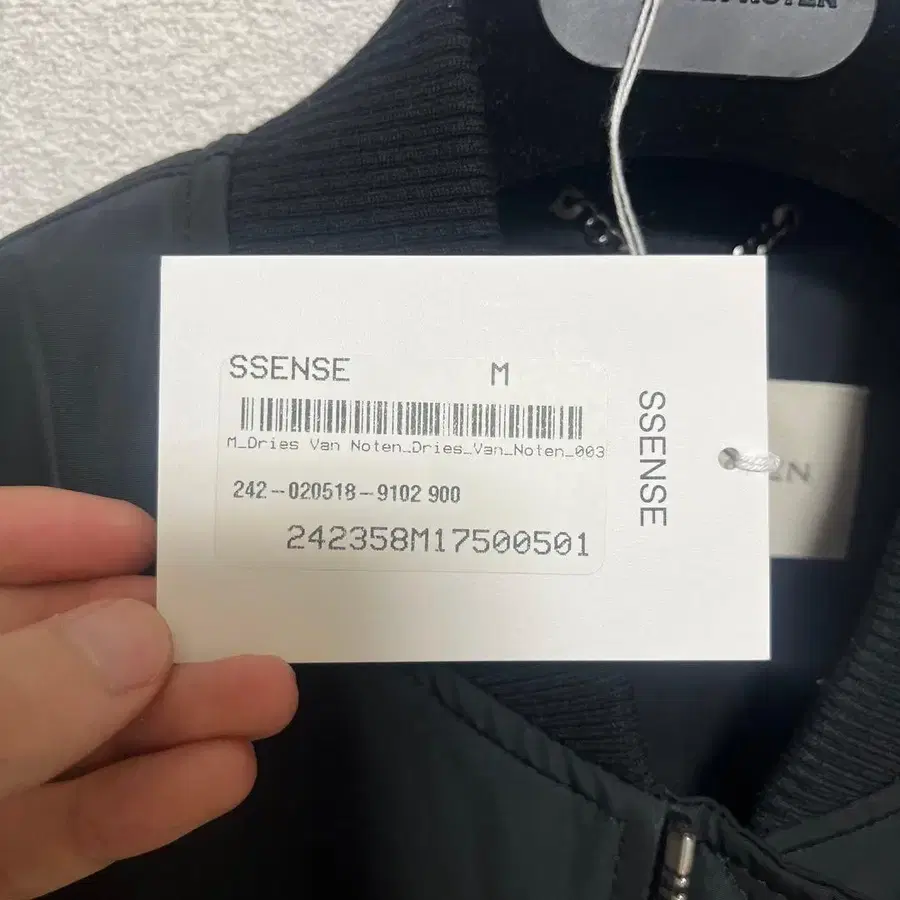 SSENSE M
M_Dries Van Noten_Dries_Van_Noten_003
242-020518-9102 900
242358M17500501
SSENSE